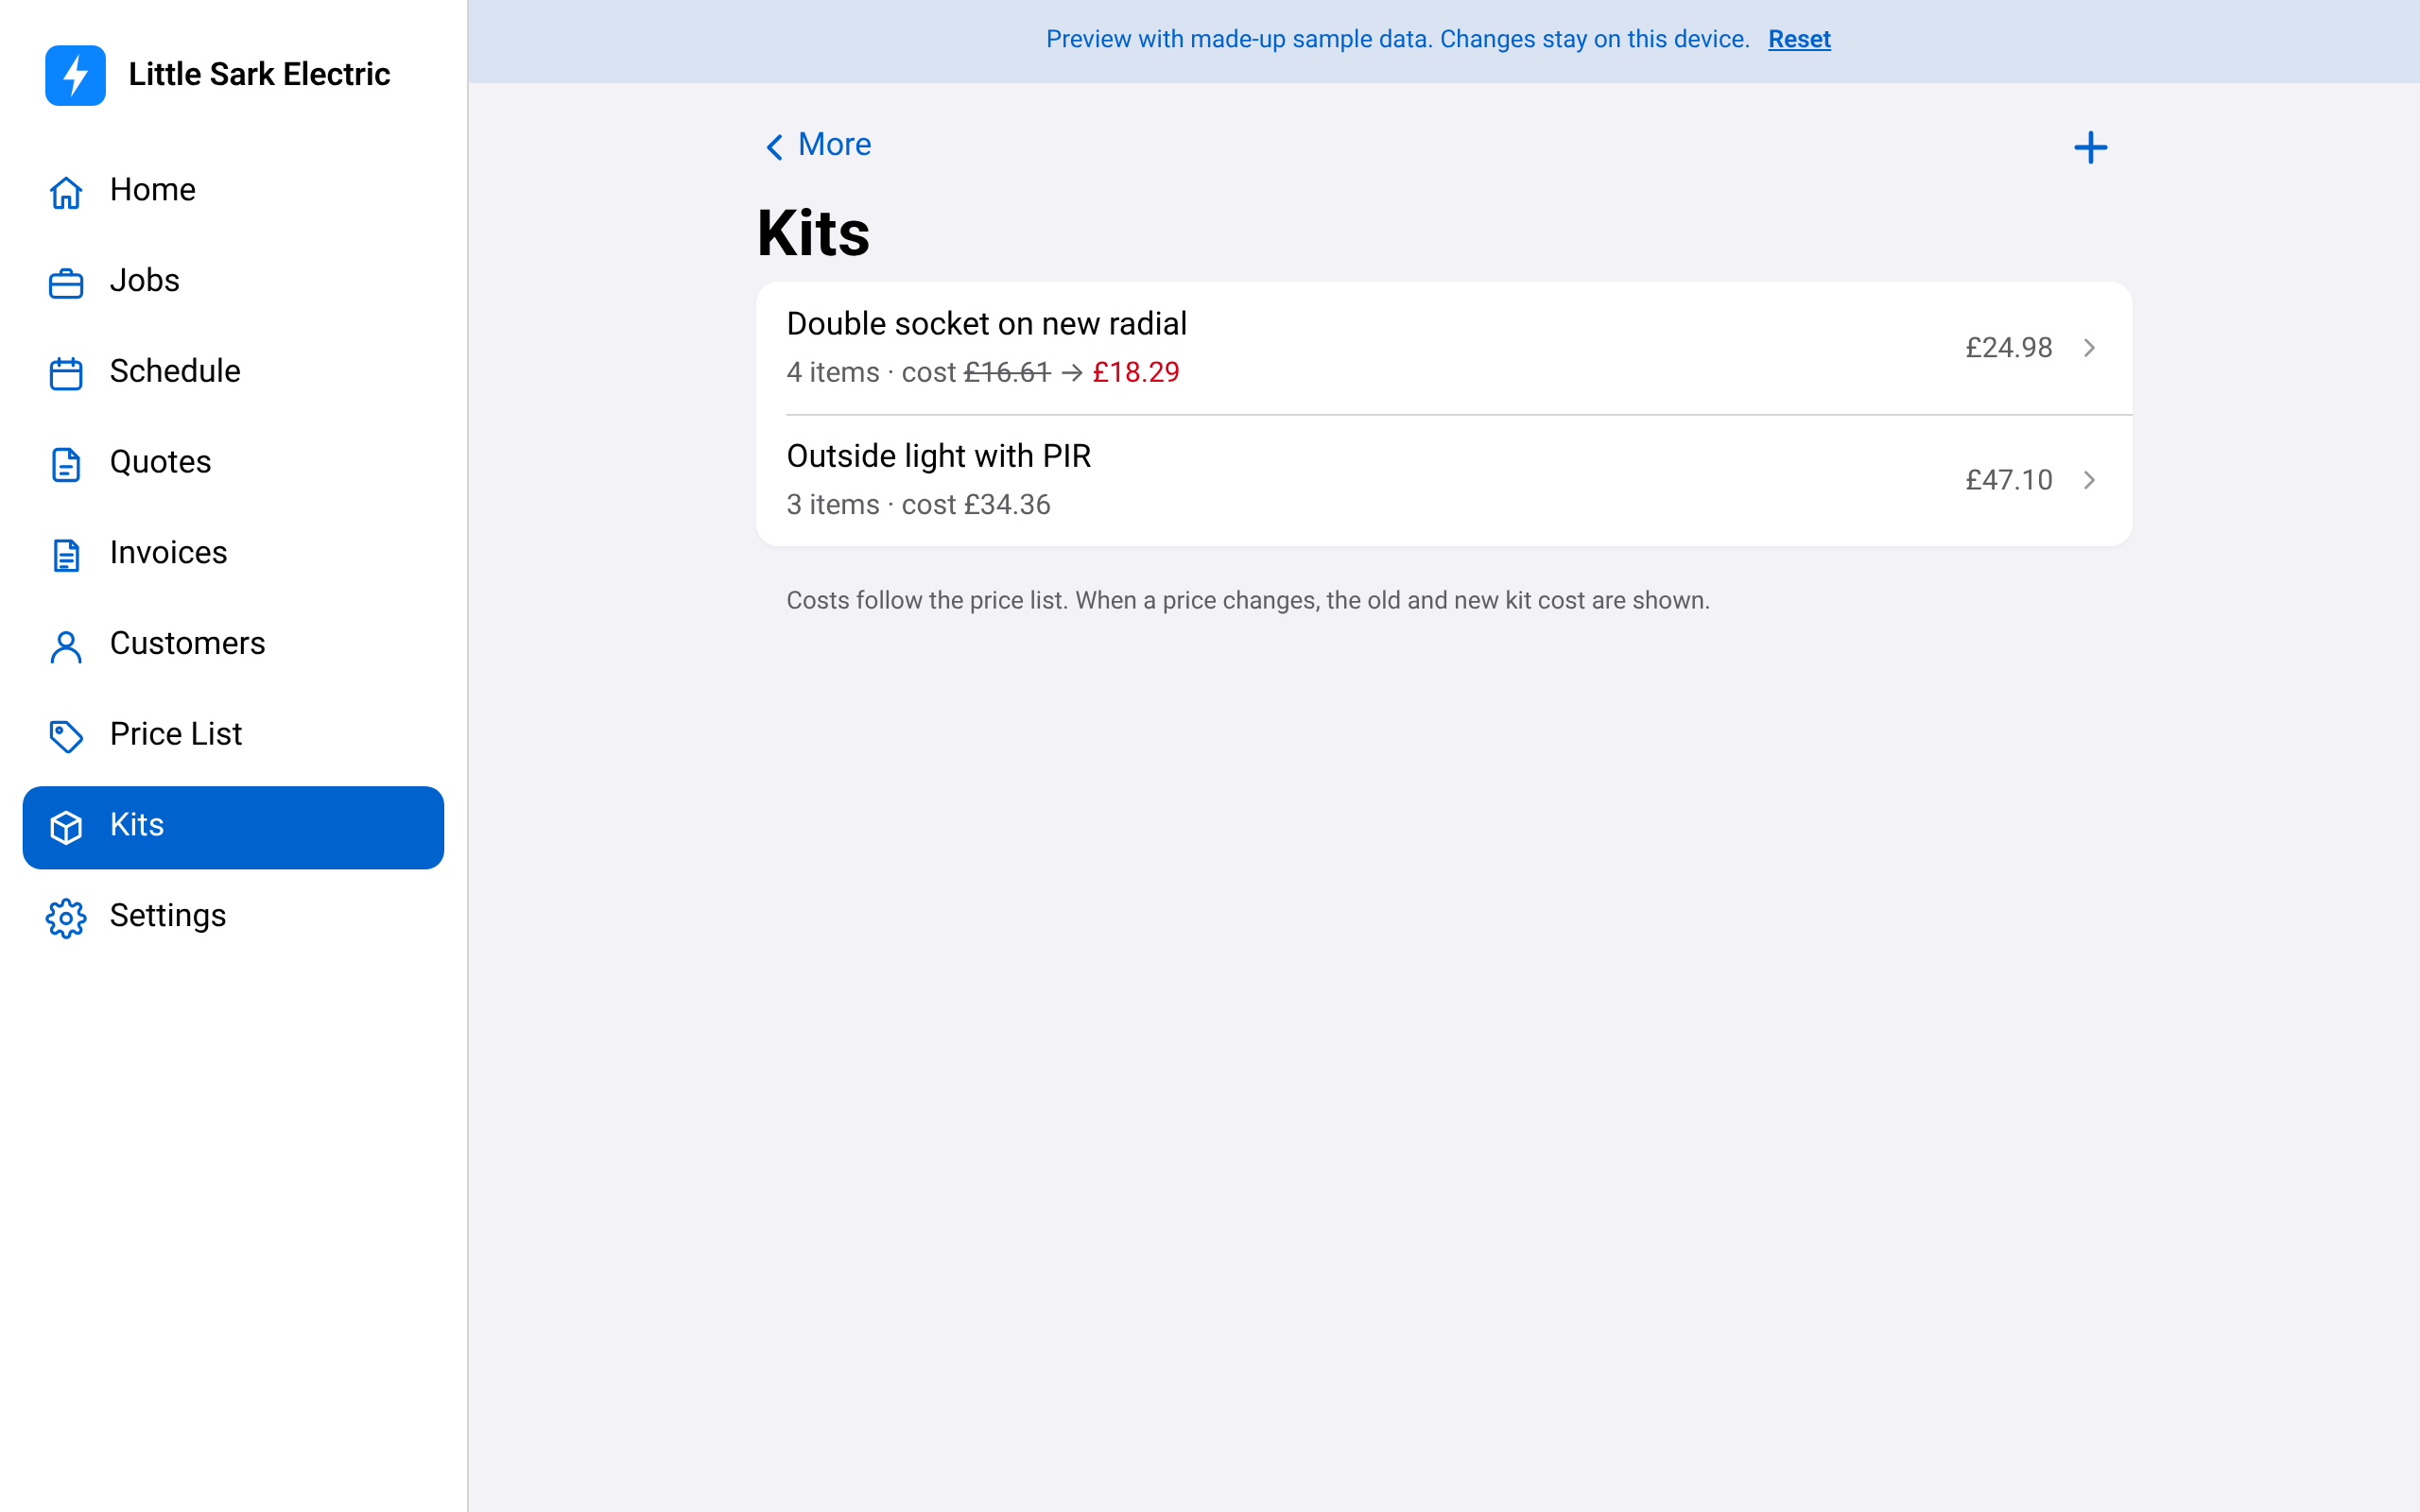 Little Sark Electric
Home
Jobs
Schedule
Quotes
Invoices
Customers
Price List
Kits
Settings
Preview with made-up sample data. Changes stay on this device. Reset
More
Kits
Double socket on new radial
4 items · cost £16.61 → £18.29
£24.98
Outside light with PIR
3 items · cost £34.36
£47.10
Costs follow the price list. When a price changes, the old and new kit cost are shown.